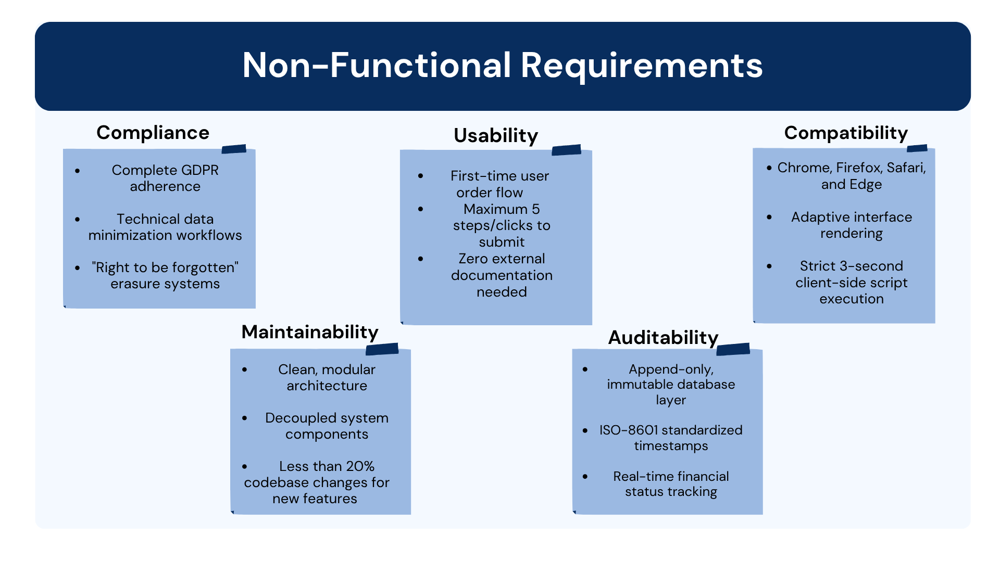 Non-Functional Requirements
Compliance
• Complete GDPR
adherence
• Technical data
minimization workflows
• "Right to be forgotten"
erasure systems
Usability
• First-time user
order flow
• Maximum 5
steps/clicks to
submit
• Zero external
documentation
needed
Compatibility
• Chrome, Firefox, Safari,
and Edge
• Adaptive interface
rendering
• Strict 3-second
client-side script
execution
Maintainability
• Clean, modular
architecture
• Decoupled system
components
• Less than 20%
codebase changes for
new features
Auditability
• Append-only,
immutable database
layer
• ISO-8601 standardized
timestamps
• Real-time financial
status tracking